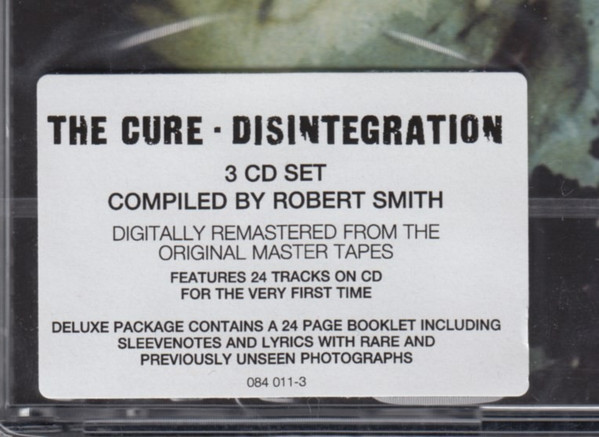 THE CURE · DISINTEGRATION
3 CD SET
COMPILED BY ROBERT SMITH
DIGITALLY REMASTERED FROM THE
ORIGINAL MASTER TAPES
FEATURES 24 TRACKS ON CD
FOR THE VERY FIRST TIME
DELUXE PACKAGE CONTAINS A 24 PAGE BOOKLET INCLUDING
SLEEVENOTES AND LYRICS WITH RARE AND
PREVIOUSLY UNSEEN PHOTOGRAPHS
084 011-3